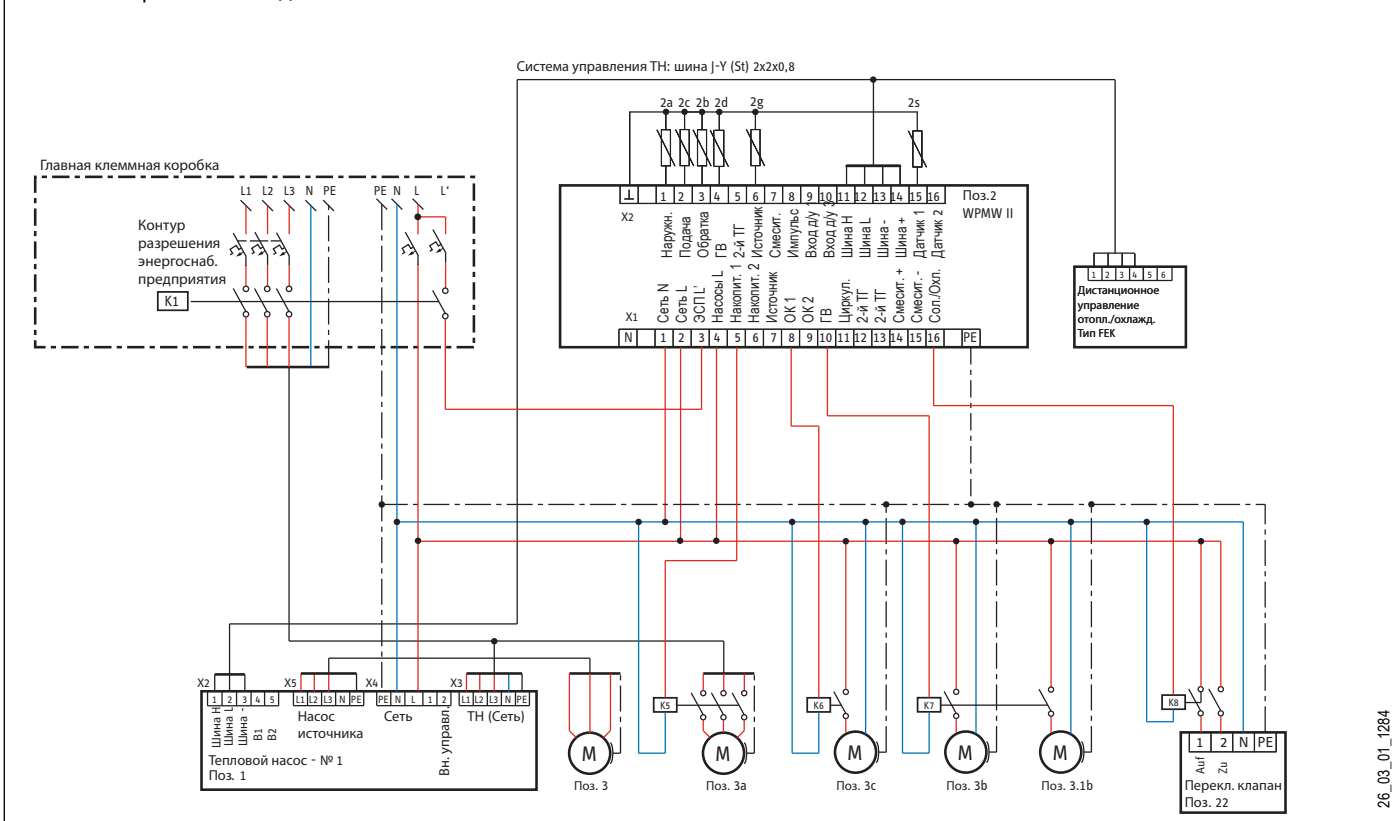 Система управления ТН: шина J-Y (St) 2x2x0,8
2a 2c 2b 2d 2g 2s
Главная клеммная коробка
L1 L2 L3 N PE PE N L L‘
Контур
разрешения
энергоснаб.
предприятия
K1
⊥ 1 2 3 4 5 6 7 8 9 10 11 12 13 14 15 16
X2
Поз.2
WPMW II
Наружн.
Подача
Обратка
ГВ
2-й ТГ
Источник
Смесит.
Импульс
Вход д/у 1
Вход д/у 3
Шина H
Шина L
Шина -
Шина +
Датчик 1
Датчик 2
X1
Сеть N
Сеть L
ЭСП L'
Насосы L
Накопит. 1
Накопит. 2
Источник
ОК 1
ОК 2
ГВ
Циркул.
2-й ТГ
2-й ТГ
Смесит. +
Смесит. -
Сол./Охл.
N 1 2 3 4 5 6 7 8 9 10 11 12 13 14 15 16 PE
1 2 3 4 5 6
Дистанционное
управление
отопл./охлажд.
Тип FEK
X2 X5 X4 X3
1 2 3 4 5 L1 L2 L3 N PE PE N L 1 2 L1 L2 L3 N PE
Шина H
Шина L
Шина -
B1
B2
Насос
источника
Сеть
Вн. управл.
ТН (Сеть)
Тепловой насос - № 1
Поз. 1
K5 K6 K7 K8
M M M M M
Поз. 3 Поз. 3a Поз. 3c Поз. 3b Поз. 3.1b
1 2 N PE
Auf
Zu
Перекл. клапан
Поз. 22
26_03_01_1284